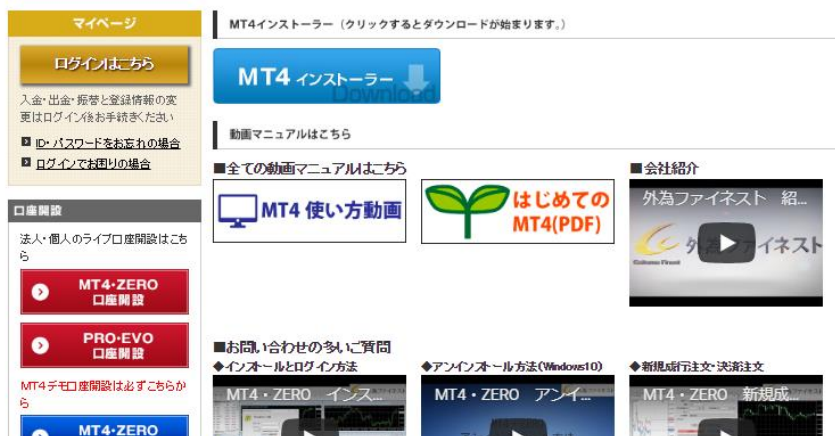 マイページ
ログインはこちら
入金・出金・振替と登録情報の変
更はログイン後お手続きください
ID・パスワードをお忘れの場合
ログインでお困りの場合
口座開設
法人・個人のライブ口座開設はこち
ら
MT4・ZERO
口座開設
PRO・EVO
口座開設
MT4デモ口座開設は必ずこちらか
ら
MT4・ZERO
MT4インストーラー（クリックするとダウンロードが始まります。）
MT4 インストーラー
Download
動画マニュアルはこちら
■全ての動画マニュアルはこちら
MT4 使い方動画
はじめての
MT4(PDF)
■会社紹介
外為ファイネスト 紹...
外為ファイネスト
Gaitame Finest
■お問い合わせの多いご質問
◆インストールとログイン方法
MT4・ZERO インス...
◆アンインストール方法(Windows10)
MT4・ZERO アンイ...
◆新規成行注文・決済注文
MT4・ZERO 新規成...